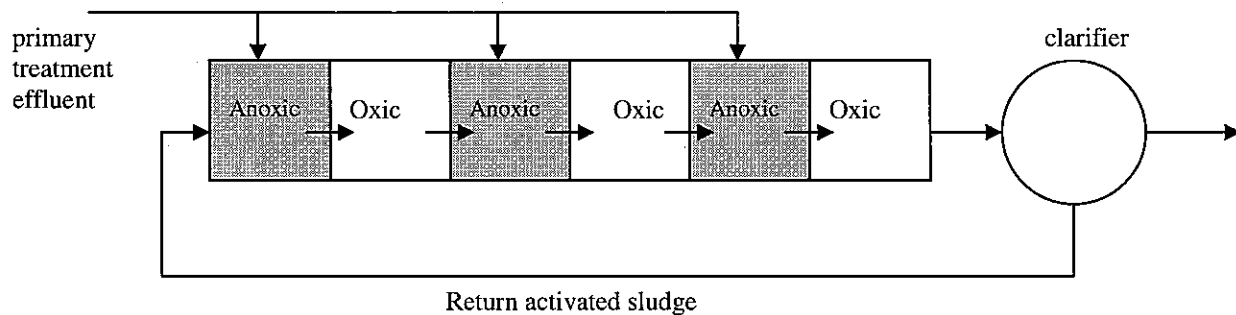 primary
treatment
effluent
clarifier
Anoxic
Oxic
Anoxic
Oxic
Anoxic
Oxic
Return activated sludge